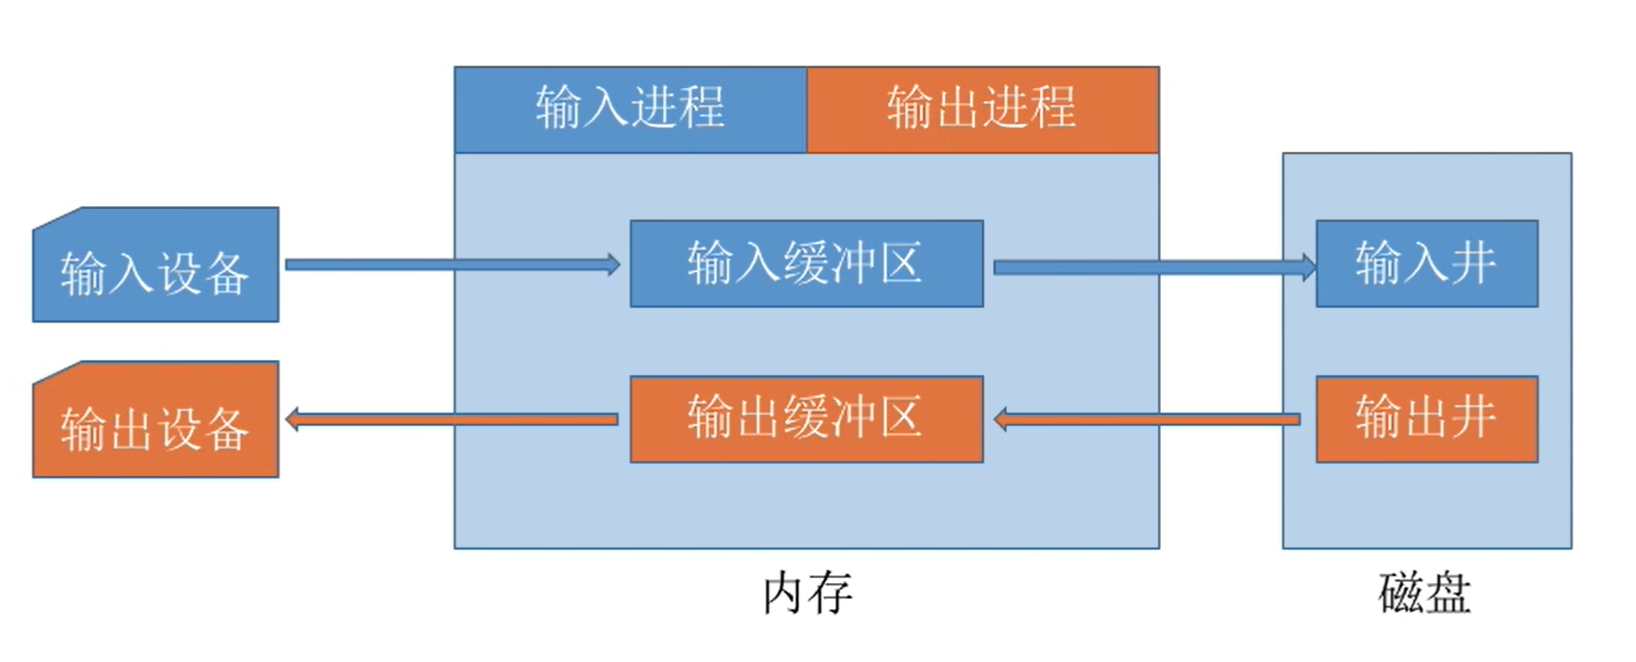 输入进程
输出进程
输入设备
输入缓冲区
输入井
输出设备
输出缓冲区
输出井
内存
磁盘